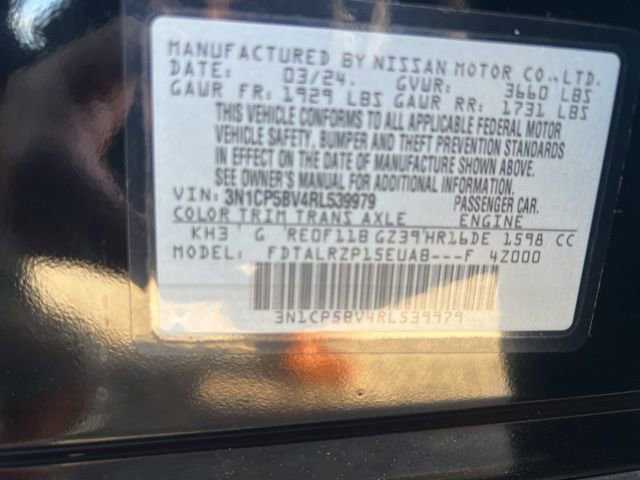 MANUFACTURED BY NISSAN MOTOR CO.,LTD.
DATE: 03/24 GVWR: 3660 LBS
GAWR FR: 1929 LBS GAWR RR: 1731 LBS
THIS VEHICLE CONFORMS TO ALL APPLICABLE FEDERAL MOTOR
VEHICLE SAFETY, BUMPER AND THEFT PREVENTION STANDARDS
IN EFFECT ON THE DATE OF MANUFACTURE SHOWN ABOVE.
SEE OWNER'S MANUAL FOR ADDITIONAL INFORMATION.
VIN: 3N1CP5BV4RL539979 PASSENGER CAR.
COLOR TRIM TRANS AXLE ENGINE
KH3 G RE0F11B GZ39 HR16DE 1598 CC
MODEL: FDTALRZP15EUAB---F 4Z000
3N1CP5BV4RL539979